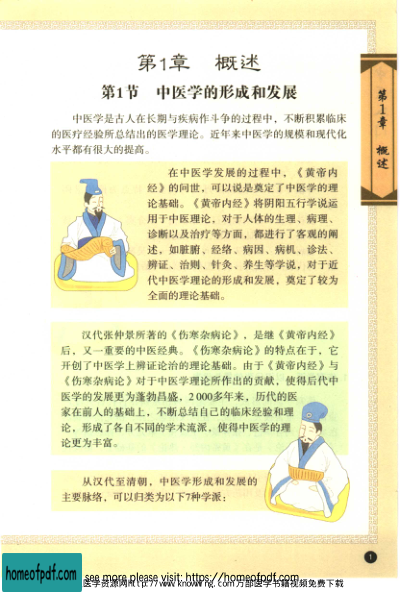 第1章 概述
第1节 中医学的形成和发展
中医学是古人在长期与疾病作斗争的过程中，不断积累临床
的医疗经验所总结出的医学理论。近年来中医学的规模和现代化
水平都有很大的提高。
在中医学发展的过程中，《黄帝内
经》的问世，可以说是奠定了中医学的理
论基础。《黄帝内经》将阴阳五行学说运
用于中医理论，对于人体的生理、病理、
诊断以及治疗等方面，都进行了客观的阐
述，如脏腑、经络、病因、病机、诊法、
辨证、治则、针灸、养生等学说，对于近
代中医学理论的形成和发展，奠定了较为
全面的理论基础。
汉代张仲景所著的《伤寒杂病论》，是继《黄帝内经》
后，又一重要的中医经典。《伤寒杂病论》的特点在于，它
开创了中医学上辨证论治的理论基础。由于《黄帝内经》与
《伤寒杂病论》对于中医学理论所作出的贡献，使得后代中
医学的发展更为蓬勃昌盛，2 000多年来，历代的医
家在前人的基础上，不断总结自己的临床经验和理
论，形成了各自不同的学术流派，使得中医学的理
论更为丰富。
从汉代至清朝，中医学形成和发展的
主要脉络，可以归类为以下7种学派：
第1章 概述
1
homeofpdf.com
see more please visit: https://homeofpdf.com
医学资源网http://www.knowking.com 万部医学书籍视频免费下载